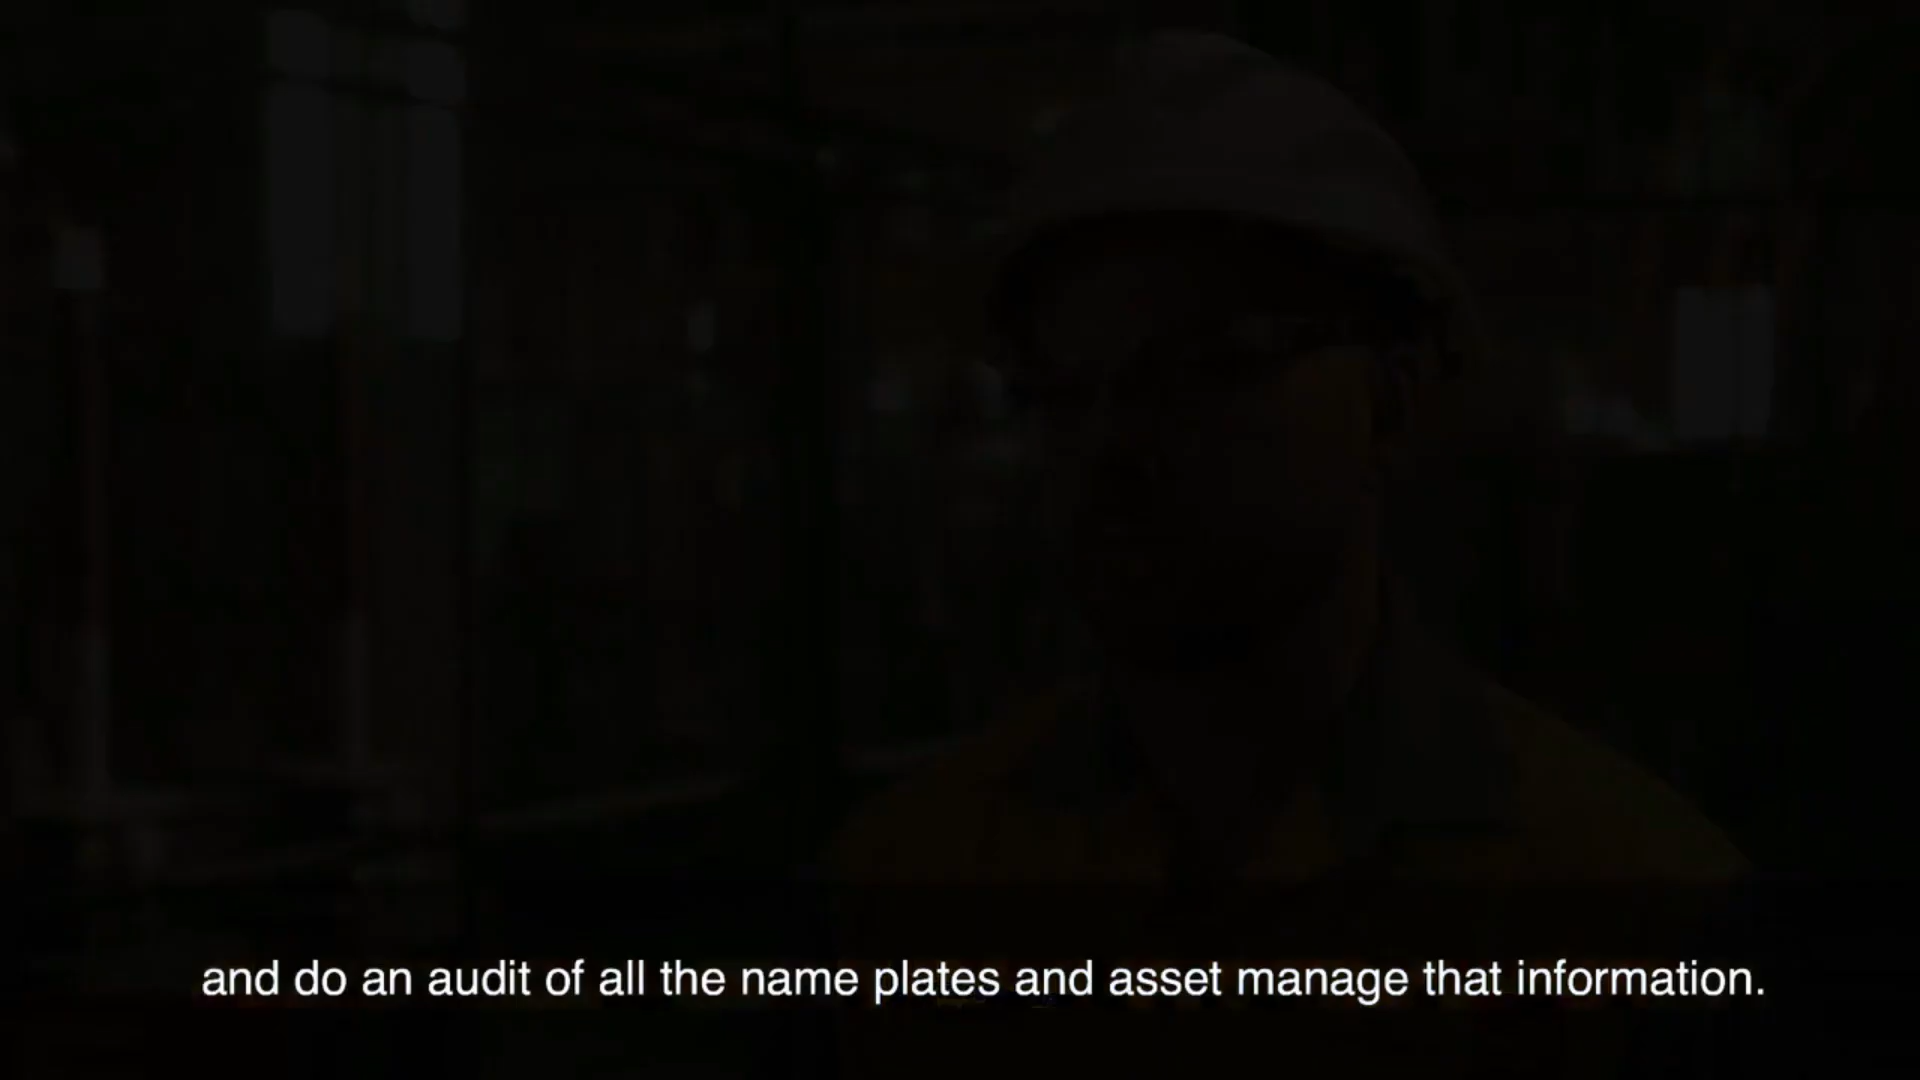 and do an audit of all the name plates and asset manage that information.